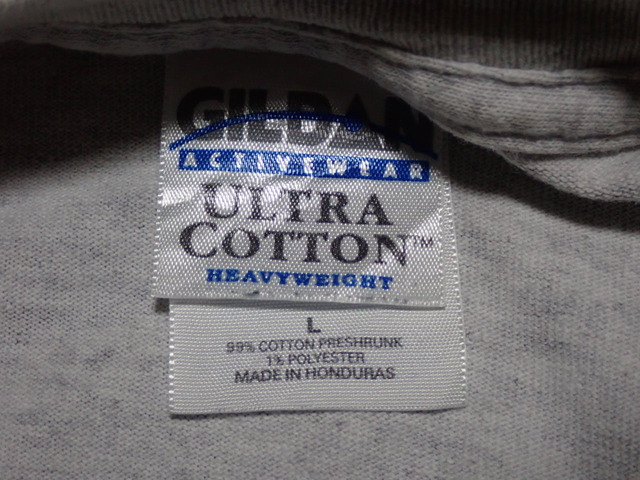 GILDAN
ACTIVEWEAR
ULTRA
COTTON™
HEAVYWEIGHT
L
99% COTTON PRESHRUNK
1% POLYESTER
MADE IN HONDURAS